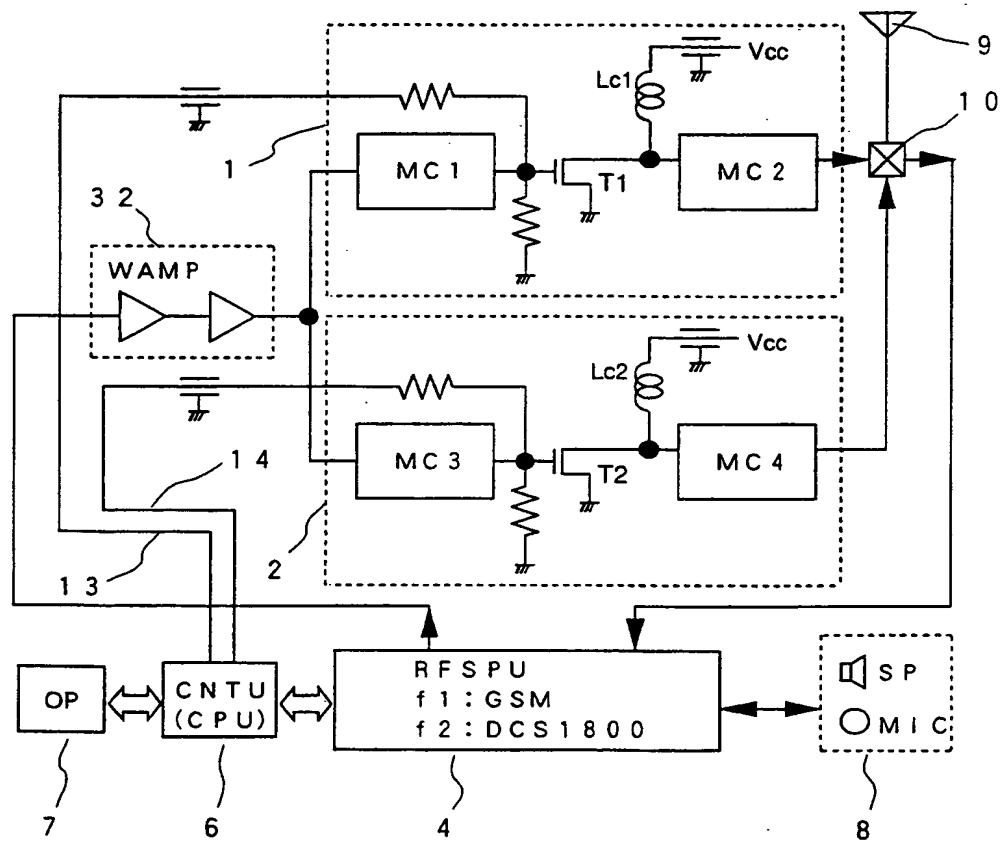 Vcc
Lc1
9
10
1
MC1
T1
MC2
32
WAMP
Vcc
Lc2
MC3
T2
MC4
14
13
2
OP
CNTU
(CPU)
RFSPU
f1:GSM
f2:DCS1800
SP
MIC
7
6
4
8